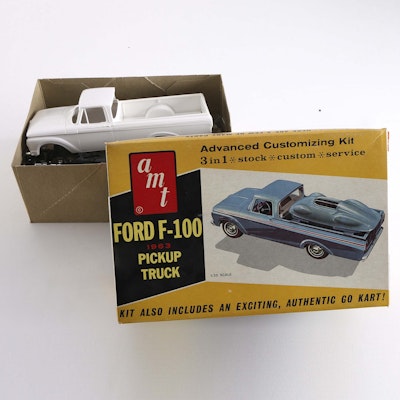 Advanced Customizing Kit
3 in 1 * stock * custom * service
amt
®
FORD F-100
1963
PICKUP
TRUCK
KIT ALSO INCLUDES AN EXCITING, AUTHENTIC GO KART!